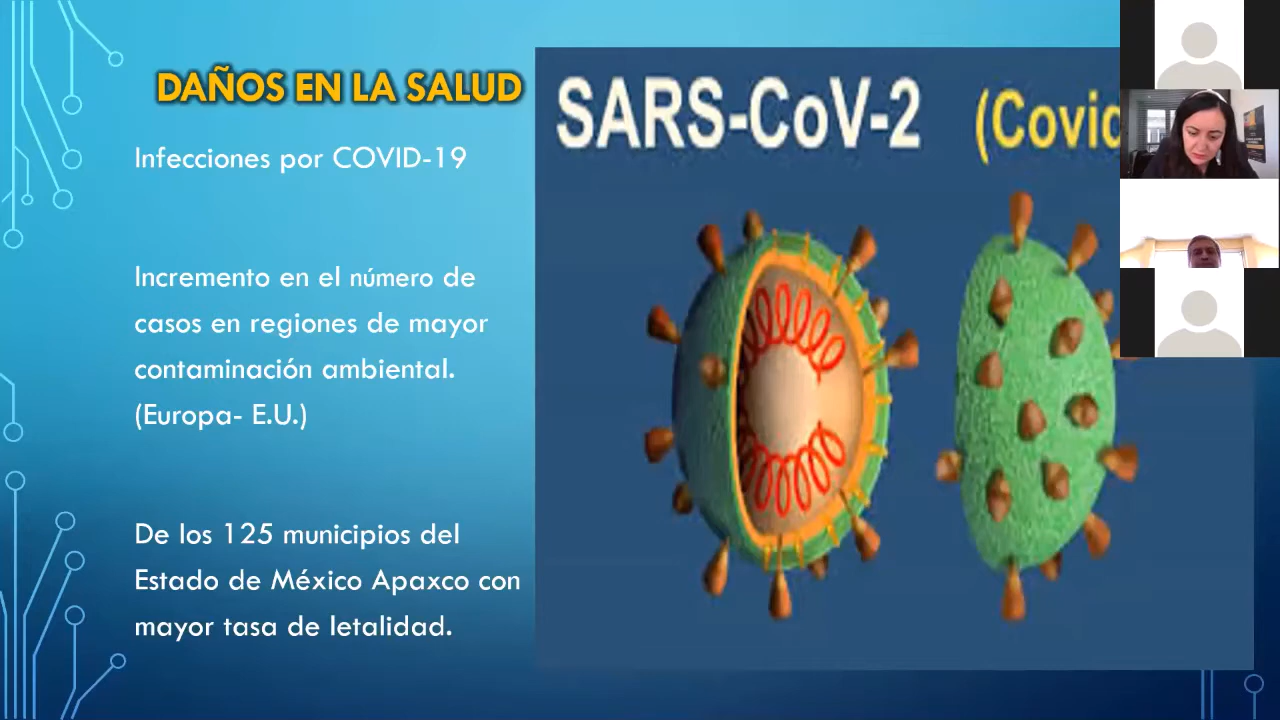 DAÑOS EN LA SALUD
Infecciones por COVID-19
Incremento en el número de
casos en regiones de mayor
contaminación ambiental.
(Europa- E.U.)
De los 125 municipios del
Estado de México Apaxco con
mayor tasa de letalidad.
SARS-CoV-2 (Covid